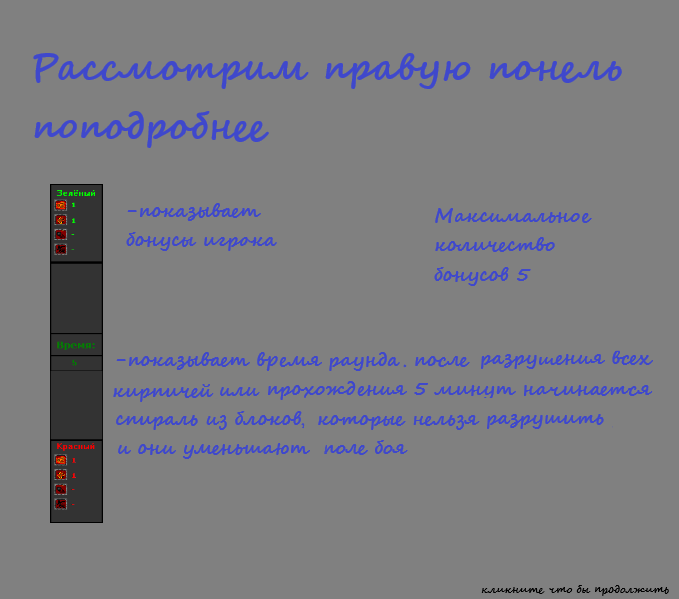 Рассмотрим правую понель
поподробнее
Зелёный
1
1
-
-
-показывает
бонусы игрока
Максимальное
количество
бонусов 5
Время:
5
-показывает время раунда. после разрушения всех
кирпичей или прохождения 5 минут начинается
спираль из блоков, которые нельзя разрушить
и они уменьшают поле боя
Красный
1
1
-
-
кликните что бы продолжить